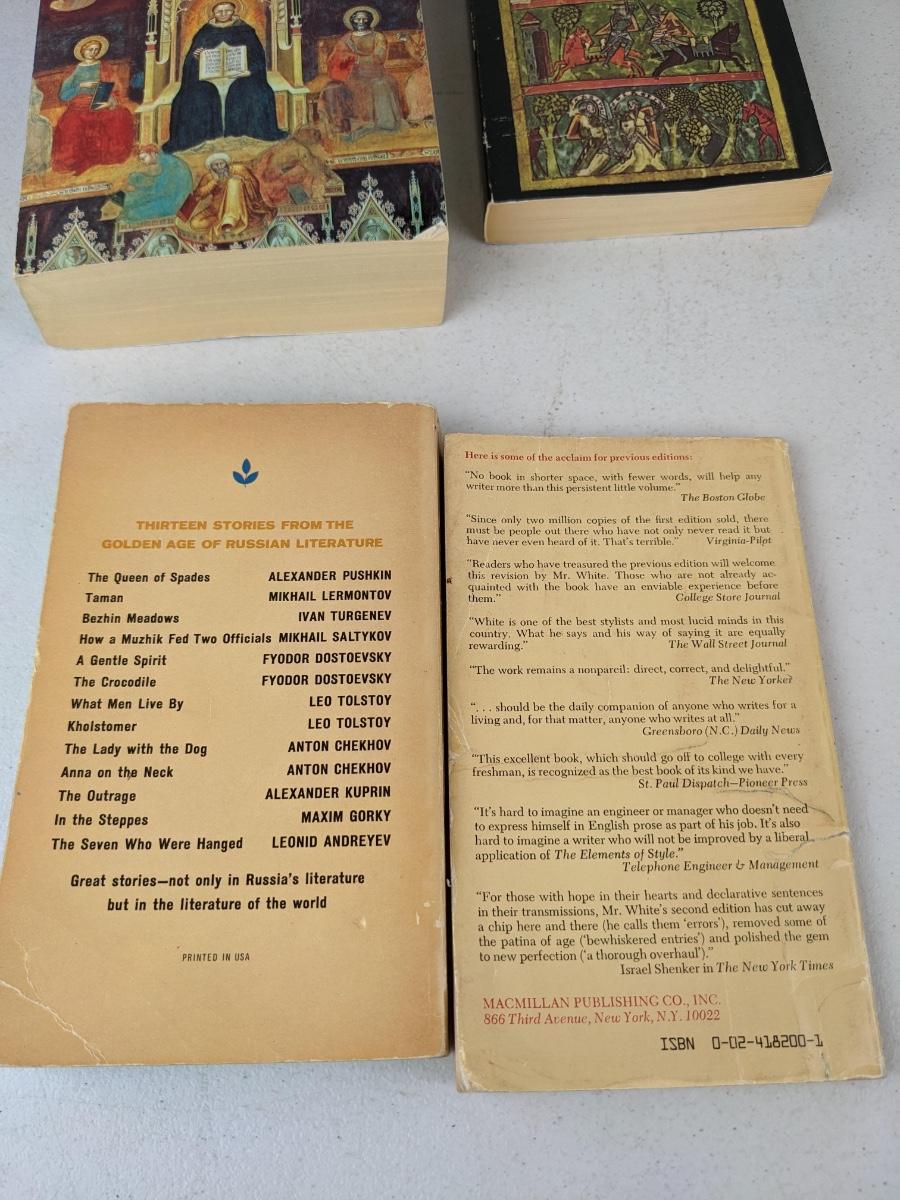 THIRTEEN STORIES FROM THE
GOLDEN AGE OF RUSSIAN LITERATURE
The Queen of Spades ALEXANDER PUSHKIN
Taman MIKHAIL LERMONTOV
Bezhin Meadows IVAN TURGENEV
How a Muzhik Fed Two Officials MIKHAIL SALTYKOV
A Gentle Spirit FYODOR DOSTOEVSKY
The Crocodile FYODOR DOSTOEVSKY
What Men Live By LEO TOLSTOY
Kholstomer LEO TOLSTOY
The Lady with the Dog ANTON CHEKHOV
Anna on the Neck ANTON CHEKHOV
The Outrage ALEXANDER KUPRIN
In the Steppes MAXIM GORKY
The Seven Who Were Hanged LEONID ANDREYEV
Great stories—not only in Russia's literature
but in the literature of the world
PRINTED IN USA
Here is some of the acclaim for previous editions:
"No book in shorter space, with fewer words, will help any
writer more than this persistent little volume."
The Boston Globe
"Since only two million copies of the first edition sold, there
must be people out there who have not only never read it but
have never even heard of it. That's terrible." Virginia-Pilot
"Readers who have treasured the previous edition will welcome
this revision by Mr. White. Those who are not already ac-
quainted with the book have an enviable experience before
them." College Store Journal
"White is one of the best stylists and most lucid minds in this
country. What he says and his way of saying it are equally
rewarding." The Wall Street Journal
"The work remains a nonpareil: direct, correct, and delightful."
The New Yorker
". . . should be the daily companion of anyone who writes for a
living and, for that matter, anyone who writes at all."
Greensboro (N.C.) Daily News
"This excellent book, which should go off to college with every
freshman, is recognized as the best book of its kind we have."
St. Paul Dispatch—Pioneer Press
"It's hard to imagine an engineer or manager who doesn't need
to express himself in English prose as part of his job. It's also
hard to imagine a writer who will not be improved by a liberal
application of The Elements of Style."
Telephone Engineer & Management
"For those with hope in their hearts and declarative sentences
in their transmissions, Mr. White's second edition has cut away
a chip here and there (he calls them 'errors'), removed some of
the patina of age ('bewhiskered entries') and polished the gem
to new perfection ('a thorough overhaul')."
Israel Shenker in The New York Times
MACMILLAN PUBLISHING CO., INC.
866 Third Avenue, New York, N.Y. 10022
ISBN 0-02-418200-1